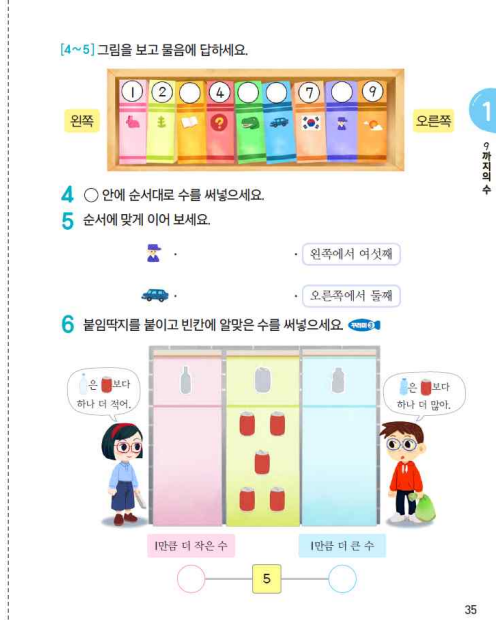 [4~5] 그림을 보고 물음에 답하세요.
1 2 4 7 9
왼쪽
오른쪽
?
1
9까지의 수
4 ○ 안에 순서대로 수를 써넣으세요.
5 순서에 맞게 이어 보세요.
왼쪽에서 여섯째
오른쪽에서 둘째
6 붙임딱지를 붙이고 빈칸에 알맞은 수를 써넣으세요.
은 보다
하나 더 적어.
은 보다
하나 더 많아.
1만큼 더 작은 수
1만큼 더 큰 수
5
35